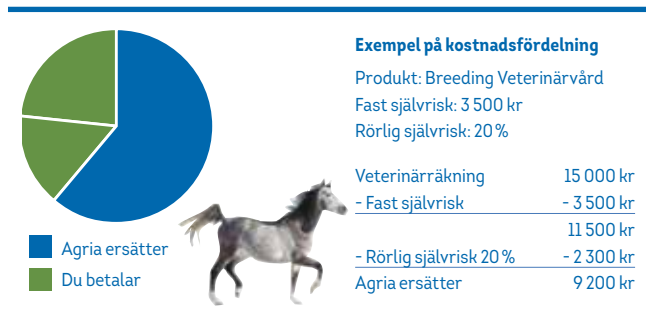 Exempel på kostnadsfördelning
Produkt: Breeding Veterinärvård
Fast självrisk: 3 500 kr
Rörlig självrisk: 20 %
Veterinärräkning 15 000 kr
- Fast självrisk - 3 500 kr
11 500 kr
- Rörlig självrisk 20 % - 2 300 kr
Agria ersätter 9 200 kr
Agria ersätter
Du betalar